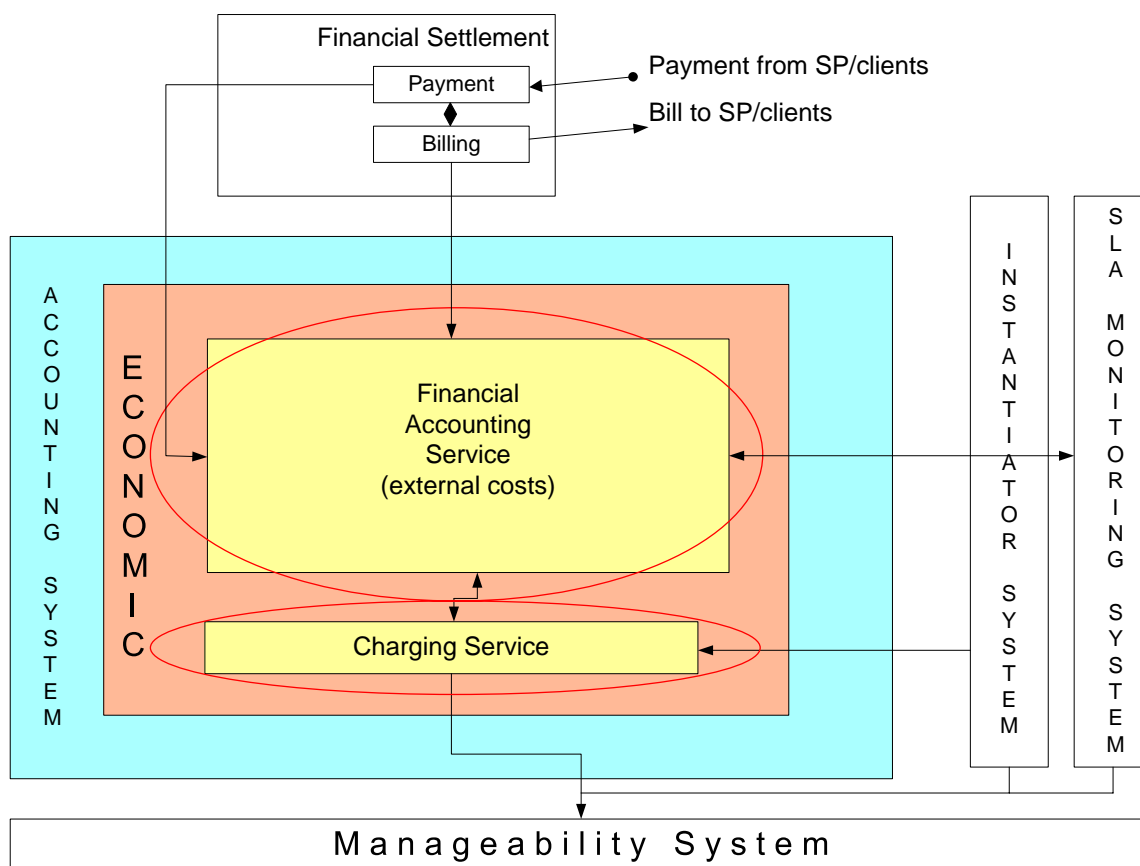 Financial Settlement
Payment
Payment from SP/clients
Billing
Bill to SP/clients
ACCOUNTING SYSTEM
ECONOMIC
Financial
Accounting
Service
(external costs)
Charging Service
INSTANTIATOR SYSTEM
SLA MONITORING SYSTEM
Manageability System